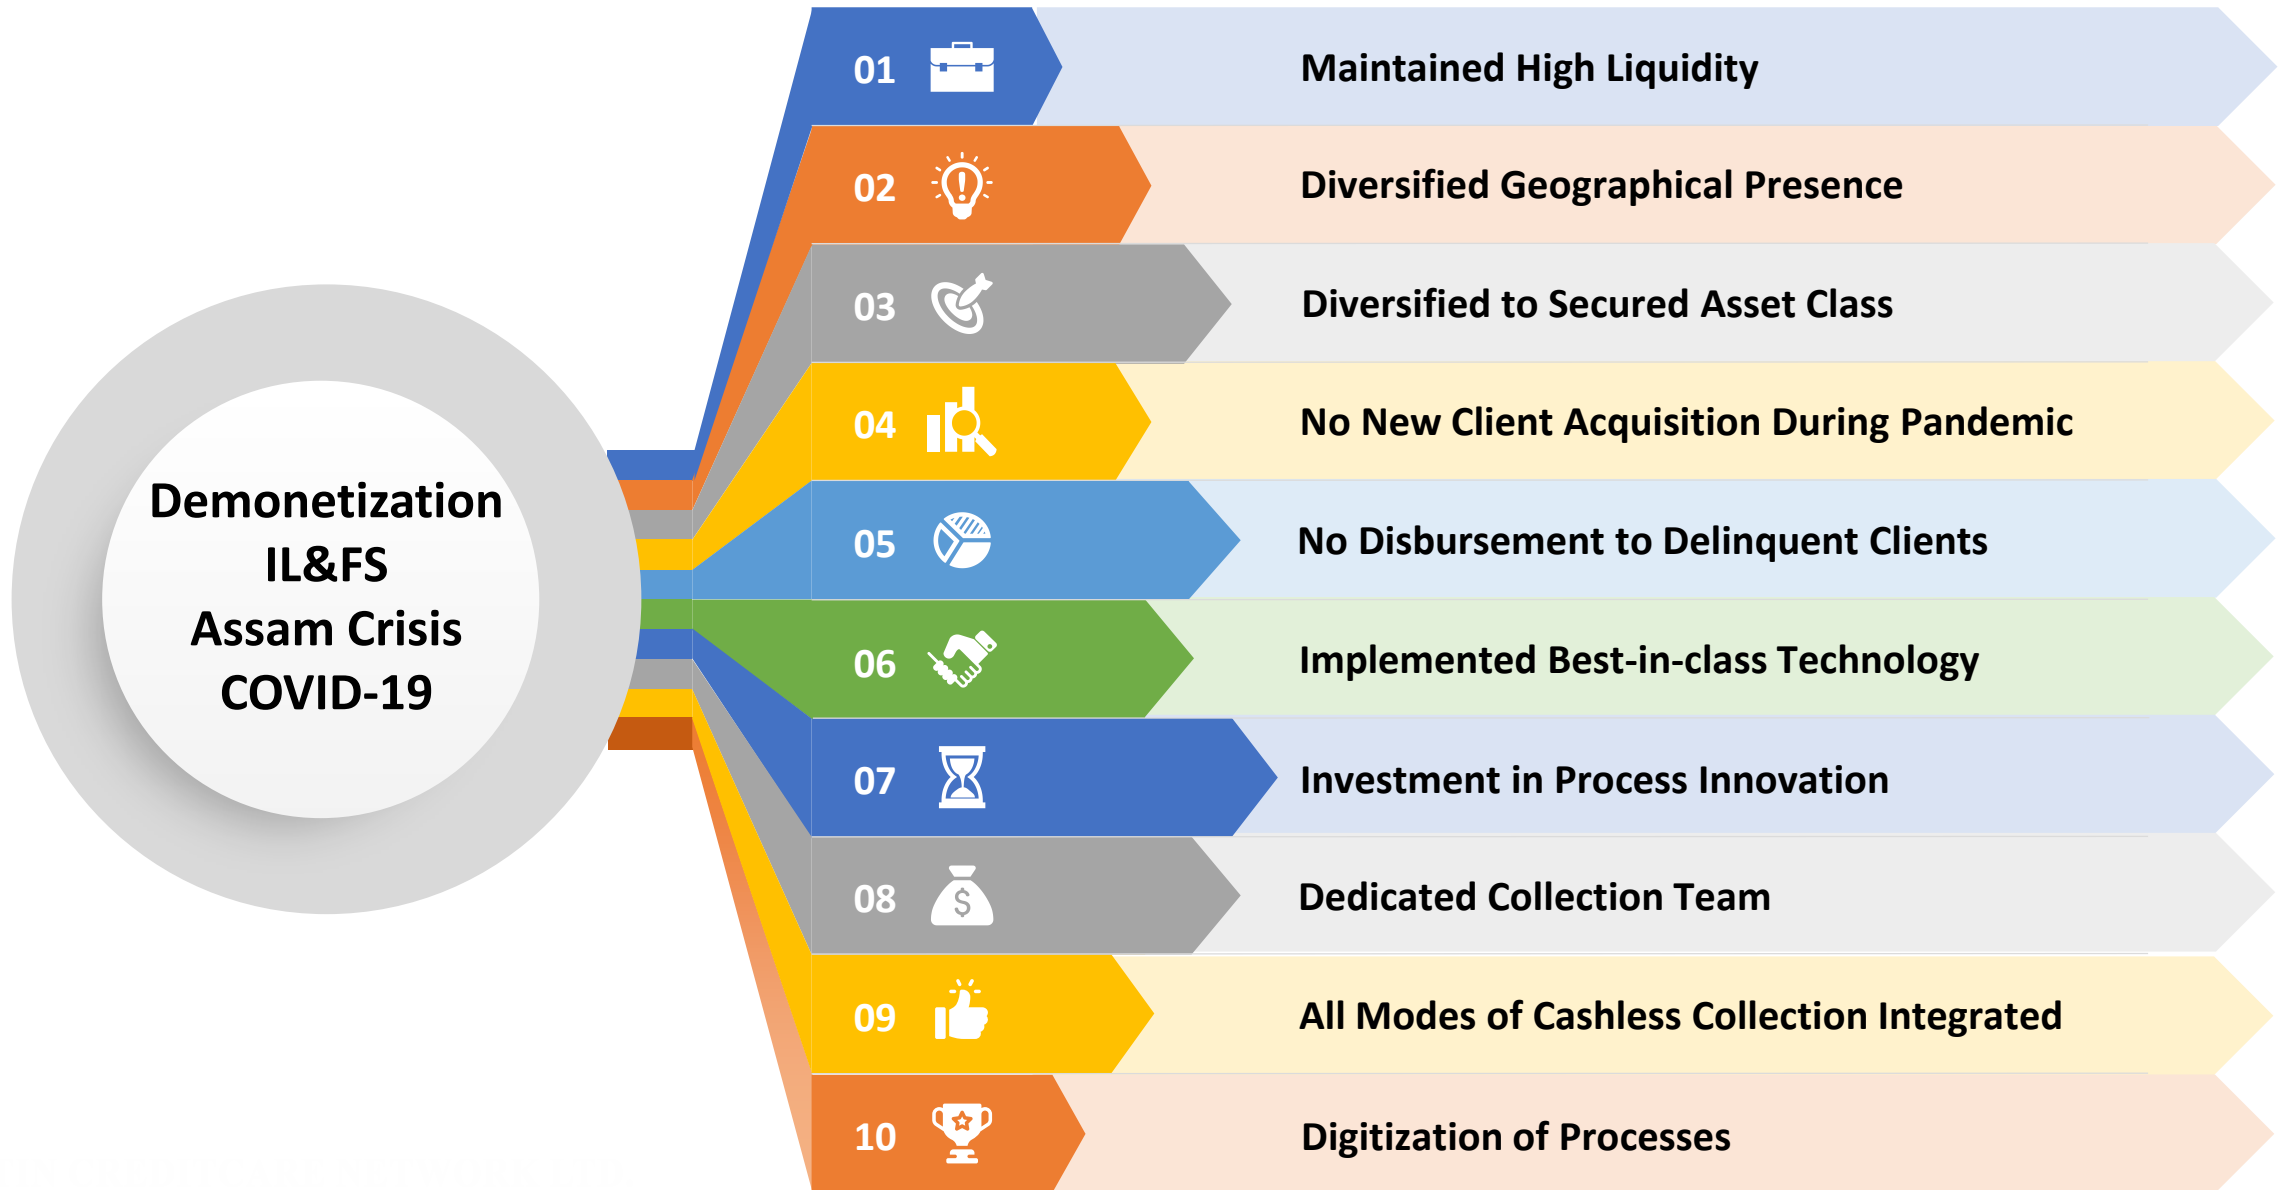 Demonetization
IL&FS
Assam Crisis
COVID-19
01 Maintained High Liquidity
02 Diversified Geographical Presence
03 Diversified to Secured Asset Class
04 No New Client Acquisition During Pandemic
05 No Disbursement to Delinquent Clients
06 Implemented Best-in-class Technology
07 Investment in Process Innovation
08 Dedicated Collection Team
09 All Modes of Cashless Collection Integrated
10 Digitization of Processes